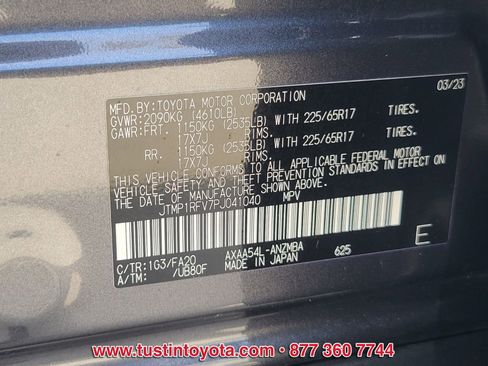 MFD. BY:TOYOTA MOTOR CORPORATION 03/23
GVWR:2090KG (4610LB)
GAWR:FRT. 1150KG (2535LB) WITH 225/65R17 TIRES.
17X7J RIMS.
RR. 1150KG (2535LB) WITH 225/65R17 TIRES.
17X7J RIMS.
THIS VEHICLE CONFORMS TO ALL APPLICABLE FEDERAL MOTOR
VEHICLE SAFETY AND THEFT PREVENTION STANDARDS IN EFFECT ON
THE DATE OF MANUFACTURE SHOWN ABOVE.
JTMP1RFV7PJ041040 MPV
C/TR:1G3/FA20 AXAA54L-ANZMBA 625 E
A/TM: /UB80F MADE IN JAPAN
www.tustintoyota.com • 877 360 7744